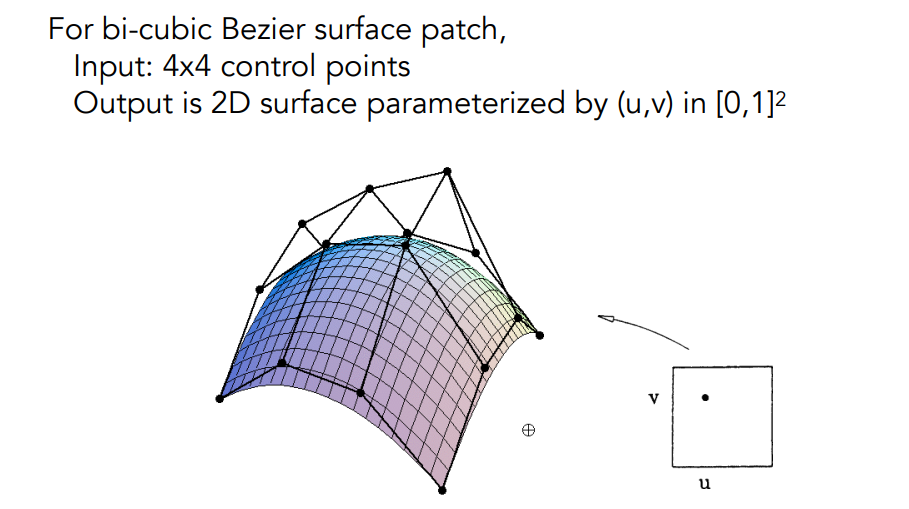 For bi-cubic Bezier surface patch,
Input: 4x4 control points
Output is 2D surface parameterized by (u,v) in [0,1]²
v
u